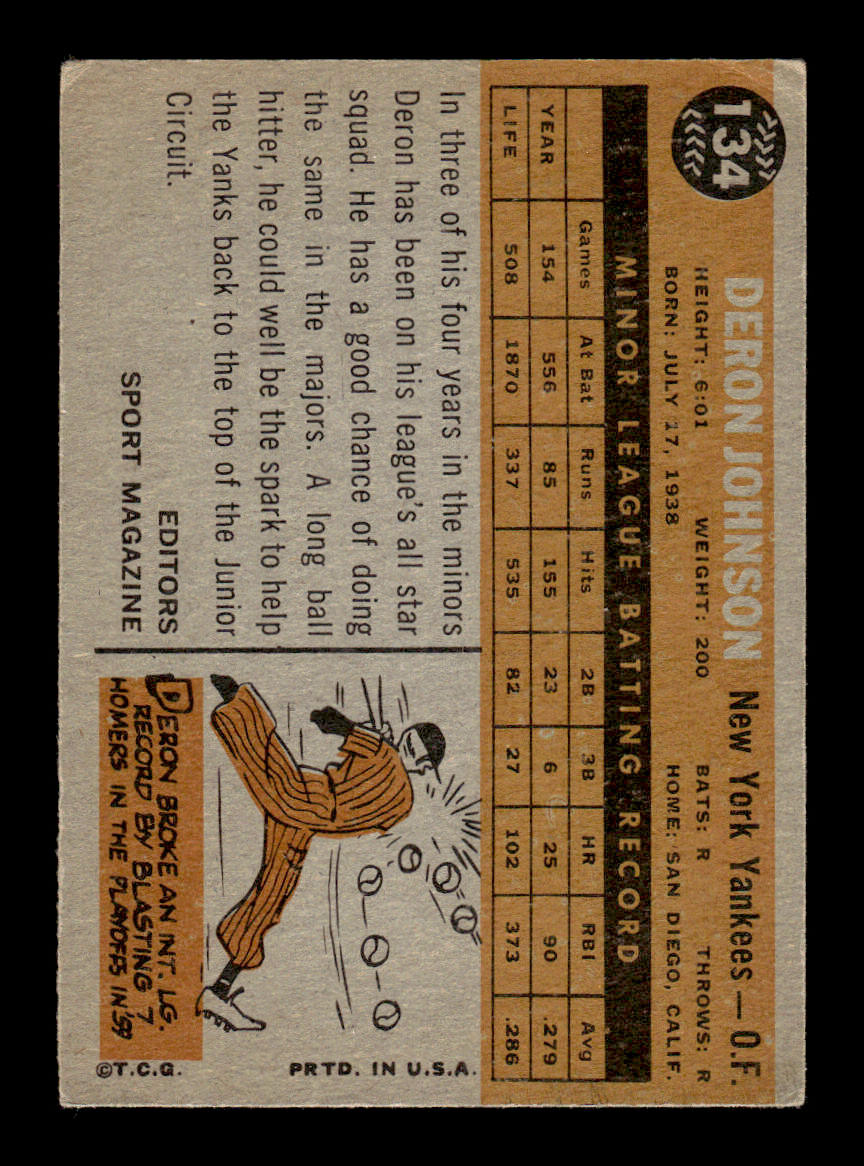 134
DERON JOHNSON New York Yankees — O.F.
HEIGHT: 6:01 WEIGHT: 200 BATS: R THROWS: R
BORN: JULY 17, 1938 HOME: SAN DIEGO, CALIF.
MINOR LEAGUE BATTING RECORD
Games At Bat Runs Hits 2B 3B HR RBI Avg
YEAR 154 556 85 155 23 6 25 90 .279
LIFE 508 1870 337 535 82 27 102 373 .286
In three of his four years in the minors
Deron has been on his league's all star
squad. He has a good chance of doing
the same in the majors. A long ball
hitter, he could well be the spark to help
the Yanks back to the top of the Junior
Circuit.
EDITORS
SPORT MAGAZINE
DERON BROKE AN INT. LG.
RECORD BY BLASTING 7
HOMERS IN THE PLAYOFFS IN '59
©T.C.G. PRTD. IN U.S.A.